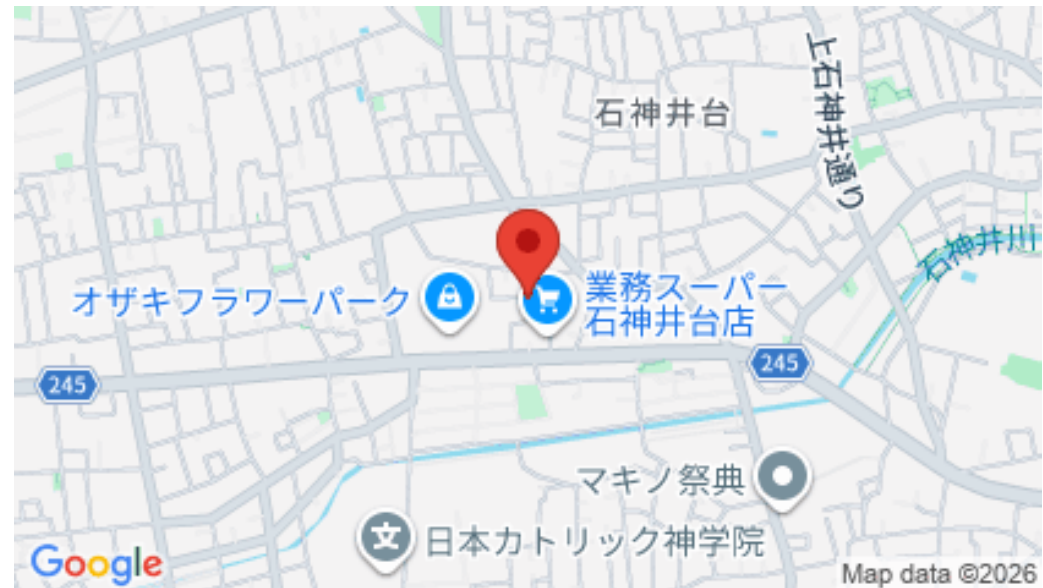 上石神井通り
石神井台
石神井川
オザキフラワーパーク
業務スーパー
石神井台店
245
245
マキノ祭典
日本カトリック神学院
Google
Map data ©2026